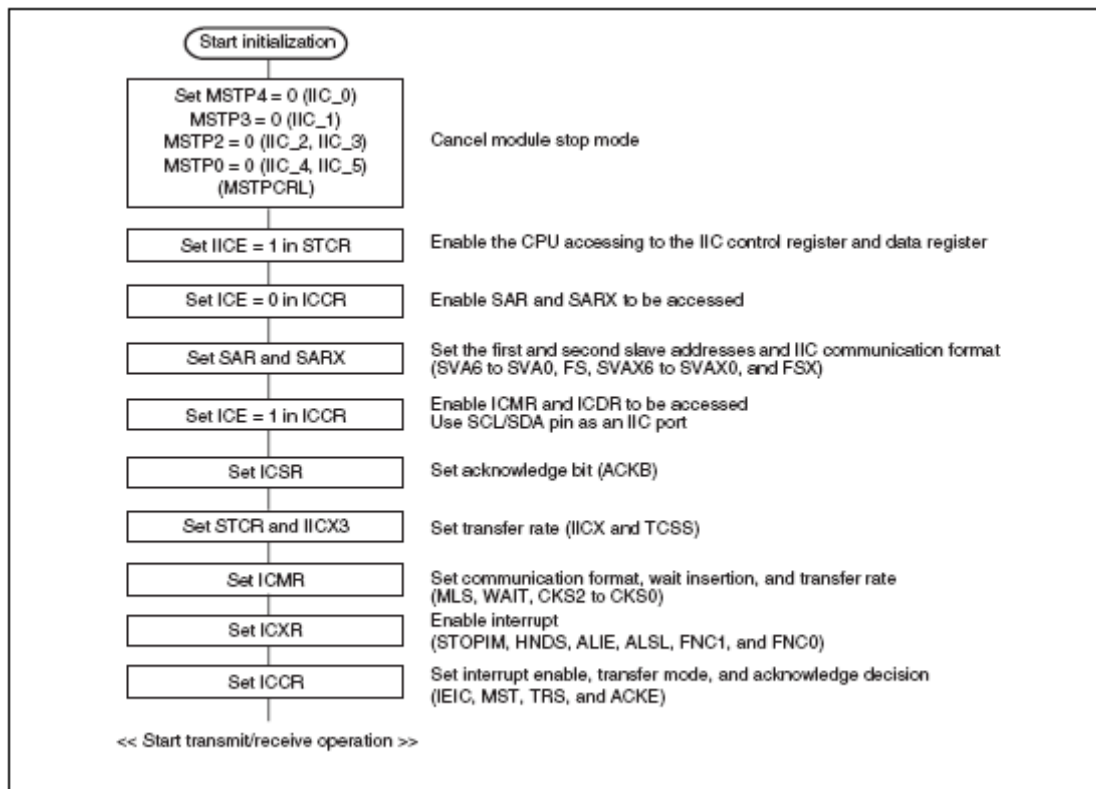 Start initialization
Set MSTP4 = 0 (IIC_0)
MSTP3 = 0 (IIC_1)
MSTP2 = 0 (IIC_2, IIC_3)
MSTP0 = 0 (IIC_4, IIC_5)
(MSTPCRL)
Cancel module stop mode
Set IICE = 1 in STCR
Enable the CPU accessing to the IIC control register and data register
Set ICE = 0 in ICCR
Enable SAR and SARX to be accessed
Set SAR and SARX
Set the first and second slave addresses and IIC communication format
(SVA6 to SVA0, FS, SVAX6 to SVAX0, and FSX)
Set ICE = 1 in ICCR
Enable ICMR and ICDR to be accessed
Use SCL/SDA pin as an IIC port
Set ICSR
Set acknowledge bit (ACKB)
Set STCR and IICX3
Set transfer rate (IICX and TCSS)
Set ICMR
Set communication format, wait insertion, and transfer rate
(MLS, WAIT, CKS2 to CKS0)
Set ICXR
Enable interrupt
(STOPIM, HNDS, ALIE, ALSL, FNC1, and FNC0)
Set ICCR
Set interrupt enable, transfer mode, and acknowledge decision
(IEIC, MST, TRS, and ACKE)
<< Start transmit/receive operation >>